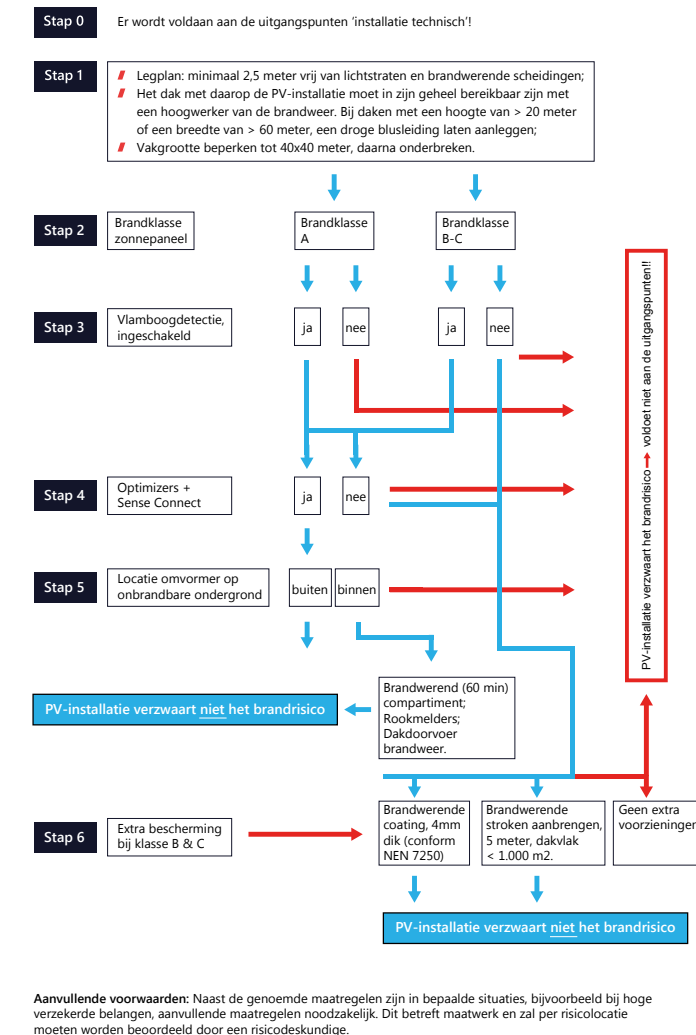 Stap 0
Er wordt voldaan aan de uitgangspunten ‘installatie technisch’!
Stap 1
Legplan: minimaal 2,5 meter vrij van lichtstraten en brandwerende scheidingen;
Het dak met daarop de PV-installatie moet in zijn geheel bereikbaar zijn met
een hoogwerker van de brandweer. Bij daken met een hoogte van > 20 meter
of een breedte van > 60 meter, een droge blusleiding laten aanleggen;
Vakgrootte beperken tot 40x40 meter, daarna onderbreken.
Stap 2
Brandklasse
zonnepaneel
Brandklasse
A
Brandklasse
B-C
Stap 3
Vlamboogdetectie,
ingeschakeld
ja
nee
ja
nee
PV-installatie verzwaart het brandrisico voldoet niet aan de uitgangspunten!!
Stap 4
Optimizers +
Sense Connect
ja
nee
Stap 5
Locatie omvormer op
onbrandbare ondergrond
buiten
binnen
PV-installatie verzwaart niet het brandrisico
Brandwerend (60 min)
compartiment;
Rookmelders;
Dakdoorvoer
brandweer.
Stap 6
Extra bescherming
bij klasse B & C
Brandwerende
coating, 4mm
dik (conform
NEN 7250)
Brandwerende
stroken aanbrengen,
5 meter, dakvlak
< 1.000 m2.
Geen extra
voorzieningen
PV-installatie verzwaart niet het brandrisico
Aanvullende voorwaarden: Naast de genoemde maatregelen zijn in bepaalde situaties, bijvoorbeeld bij hoge
verzekerde belangen, aanvullende maatregelen noodzakelijk. Dit betreft maatwerk en zal per risicolocatie
moeten worden beoordeeld door een risicodeskundige.